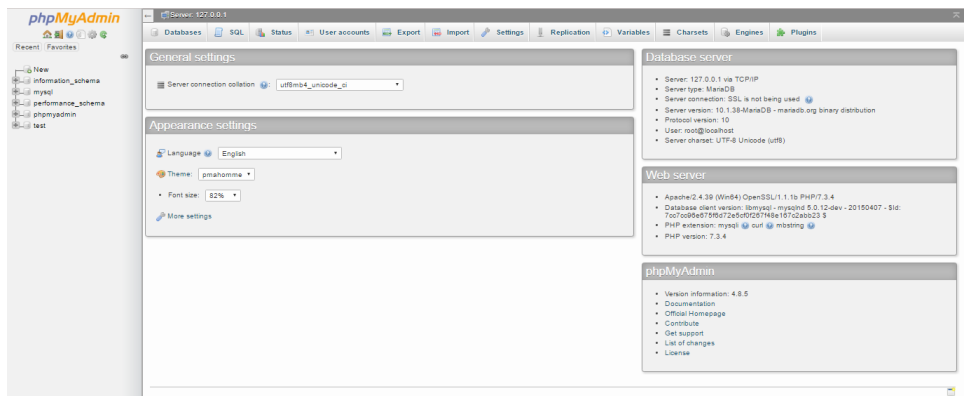 phpMyAdmin
Recent Favorites
New
information_schema
mysql
performance_schema
phpmyadmin
test
Server: 127.0.0.1
Databases SQL Status User accounts Export Import Settings Replication Variables Charsets Engines Plugins
General settings
Server connection collation : utf8mb4_unicode_ci
Appearance settings
Language English
Theme: pmahomme
• Font size: 82%
More settings
Database server
• Server: 127.0.0.1 via TCP/IP
• Server type: MariaDB
• Server connection: SSL is not being used
• Server version: 10.1.38-MariaDB - mariadb.org binary distribution
• Protocol version: 10
• User: root@localhost
• Server charset: UTF-8 Unicode (utf8)
Web server
• Apache/2.4.39 (Win64) OpenSSL/1.1.1b PHP/7.3.4
• Database client version: libmysql - mysqlnd 5.0.12-dev - 20150407 - $Id:
7cc7cc96e675f6d72e5cf0f267f48e167c2abb23 $
• PHP extension: mysqli curl mbstring
• PHP version: 7.3.4
phpMyAdmin
• Version information: 4.8.5
• Documentation
• Official Homepage
• Contribute
• Get support
• List of changes
• License